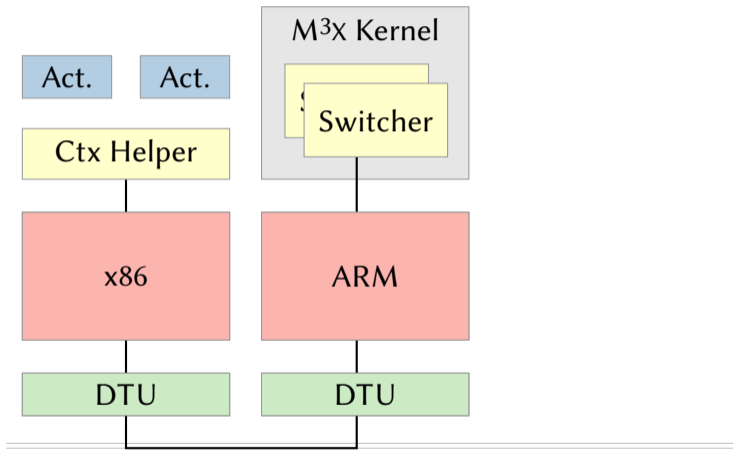 M³X Kernel
Act.
Act.
Switcher
Ctx Helper
x86
ARM
DTU
DTU